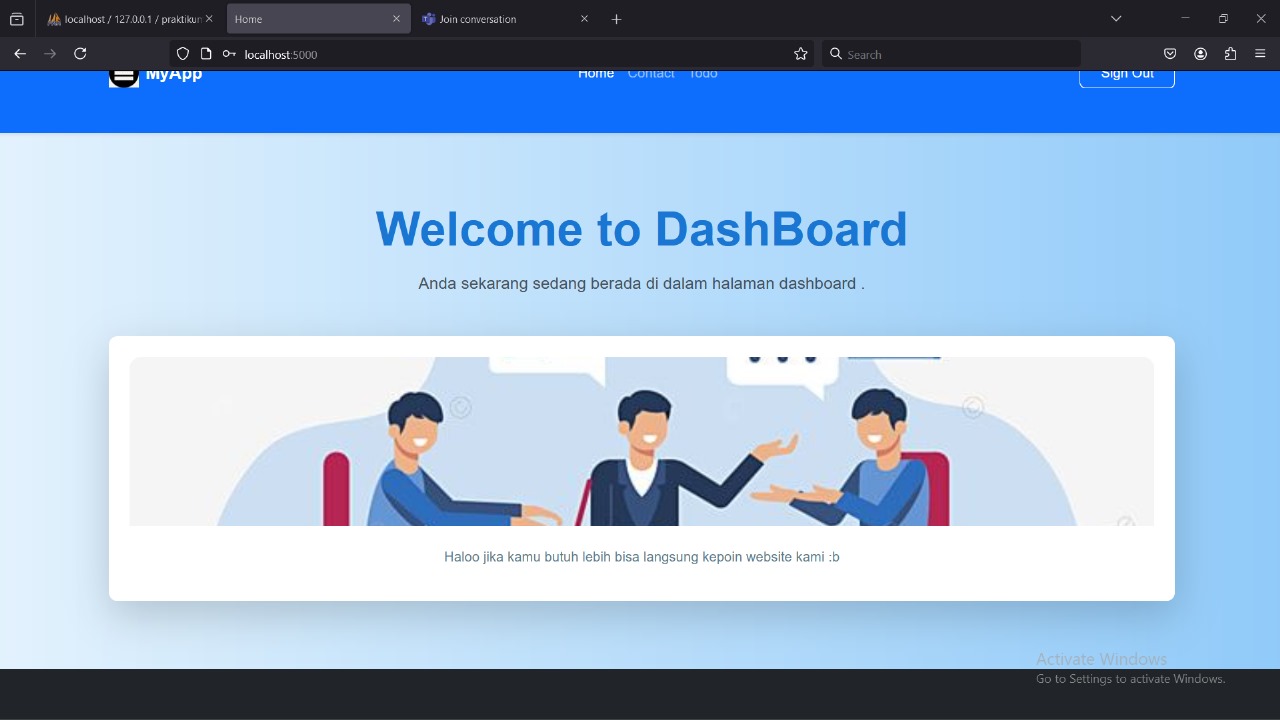 localhost / 127.0.0.1 / praktikun
Home
Join conversation
localhost:5000
Search
MyApp
Home Contact Todo
Sign Out
Welcome to DashBoard
Anda sekarang sedang berada di dalam halaman dashboard .
Haloo jika kamu butuh lebih bisa langsung kepoin website kami :b
Activate Windows
Go to Settings to activate Windows.